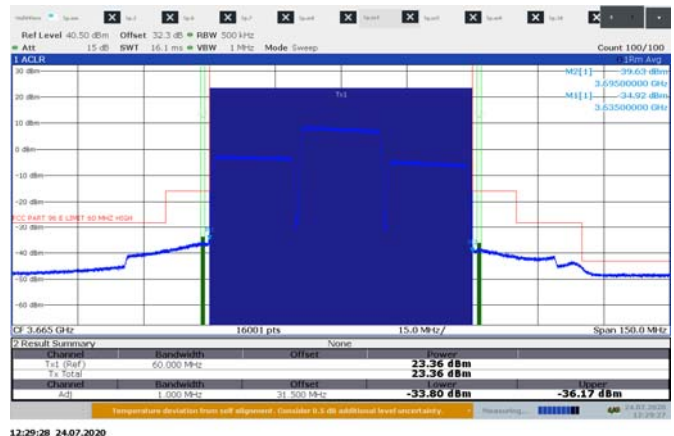 Ref Level 40.50 dBm Offset 32.3 dB RBW 500 kHz
Att 15 dB SWT 16.1 ms VBW 1 MHz Mode Sweep Count 100/100
1 ACLR 1Rm Avg
30 dBm M2[1] -39.63 dBm
3.69500000 GHz
20 dBm Tx1 M1[1] -34.92 dBm
3.63500000 GHz
10 dBm
0 dBm
-10 dBm
-20 dBm
FCC PART 96 E LIMIT 60 MHZ HIGH
-30 dBm
-40 dBm
-50 dBm
-60 dBm
CF 3.665 GHz 16001 pts 15.0 MHz/ Span 150.0 MHz
2 Result Summary None
Channel Bandwidth Offset Power
Tx1 (Ref) 60.000 MHz 23.36 dBm
Tx Total 23.36 dBm
Channel Bandwidth Offset Lower Upper
Adj 1.000 MHz 31.500 MHz -33.80 dBm -36.17 dBm
Temperature deviation from self alignment. Consider 0.5 dB additional level uncertainty. Measuring... 24.07.2020
12:29:27
12:29:28 24.07.2020